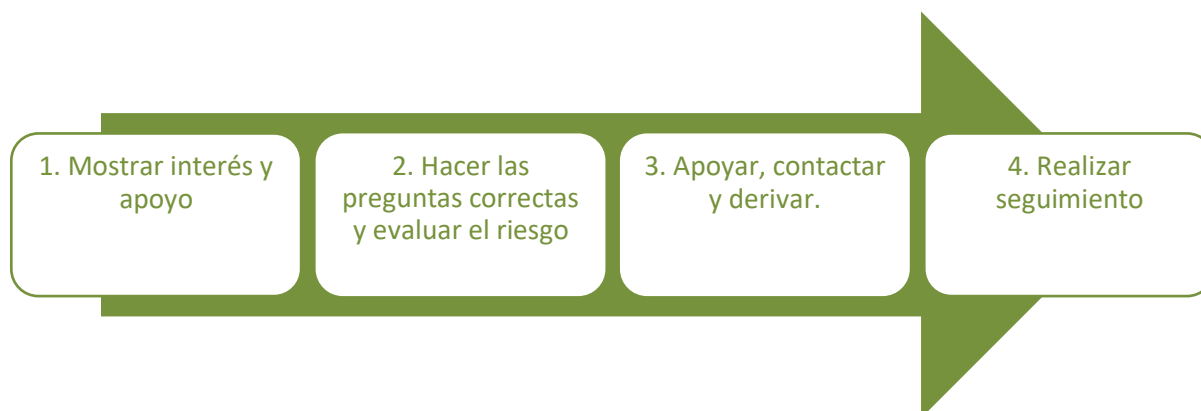 1. Mostrar interés y
apoyo
2. Hacer las
preguntas correctas
y evaluar el riesgo
3. Apoyar, contactar
y derivar.
4. Realizar
seguimiento